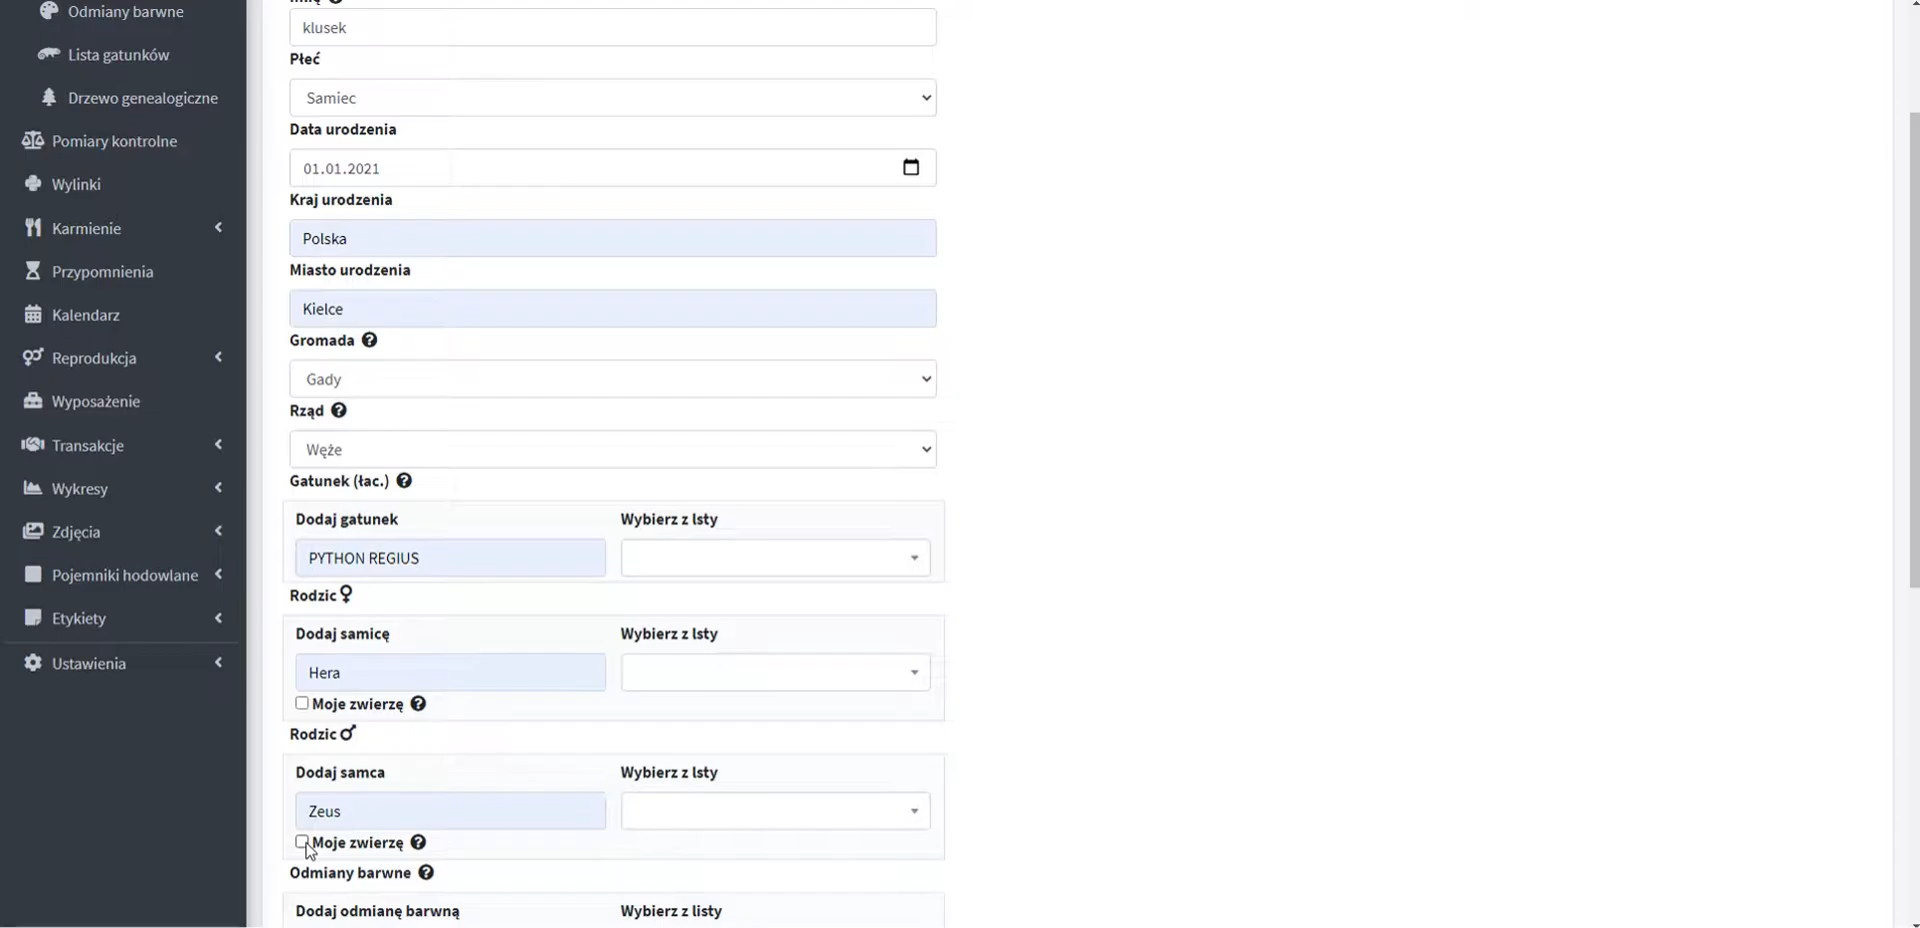 Odmiany barwne
Lista gatunków
Drzewo genealogiczne
Pomiary kontrolne
Wylinki
Karmienie
Przypomnienia
Kalendarz
Reprodukcja
Wyposażenie
Transakcje
Wykresy
Zdjęcia
Pojemniki hodowlane
Etykiety
Ustawienia
klusek
Płeć
Samiec
Data urodzenia
01.01.2021
Kraj urodzenia
Polska
Miasto urodzenia
Kielce
Gromada
Gady
Rząd
Węże
Gatunek (łac.)
Dodaj gatunek Wybierz z lsty
PYTHON REGIUS
Rodzic ♀
Dodaj samicę Wybierz z lsty
Hera
Moje zwierzę
Rodzic ♂
Dodaj samca Wybierz z lsty
Zeus
Moje zwierzę
Odmiany barwne
Dodaj odmianę barwną Wybierz z listy